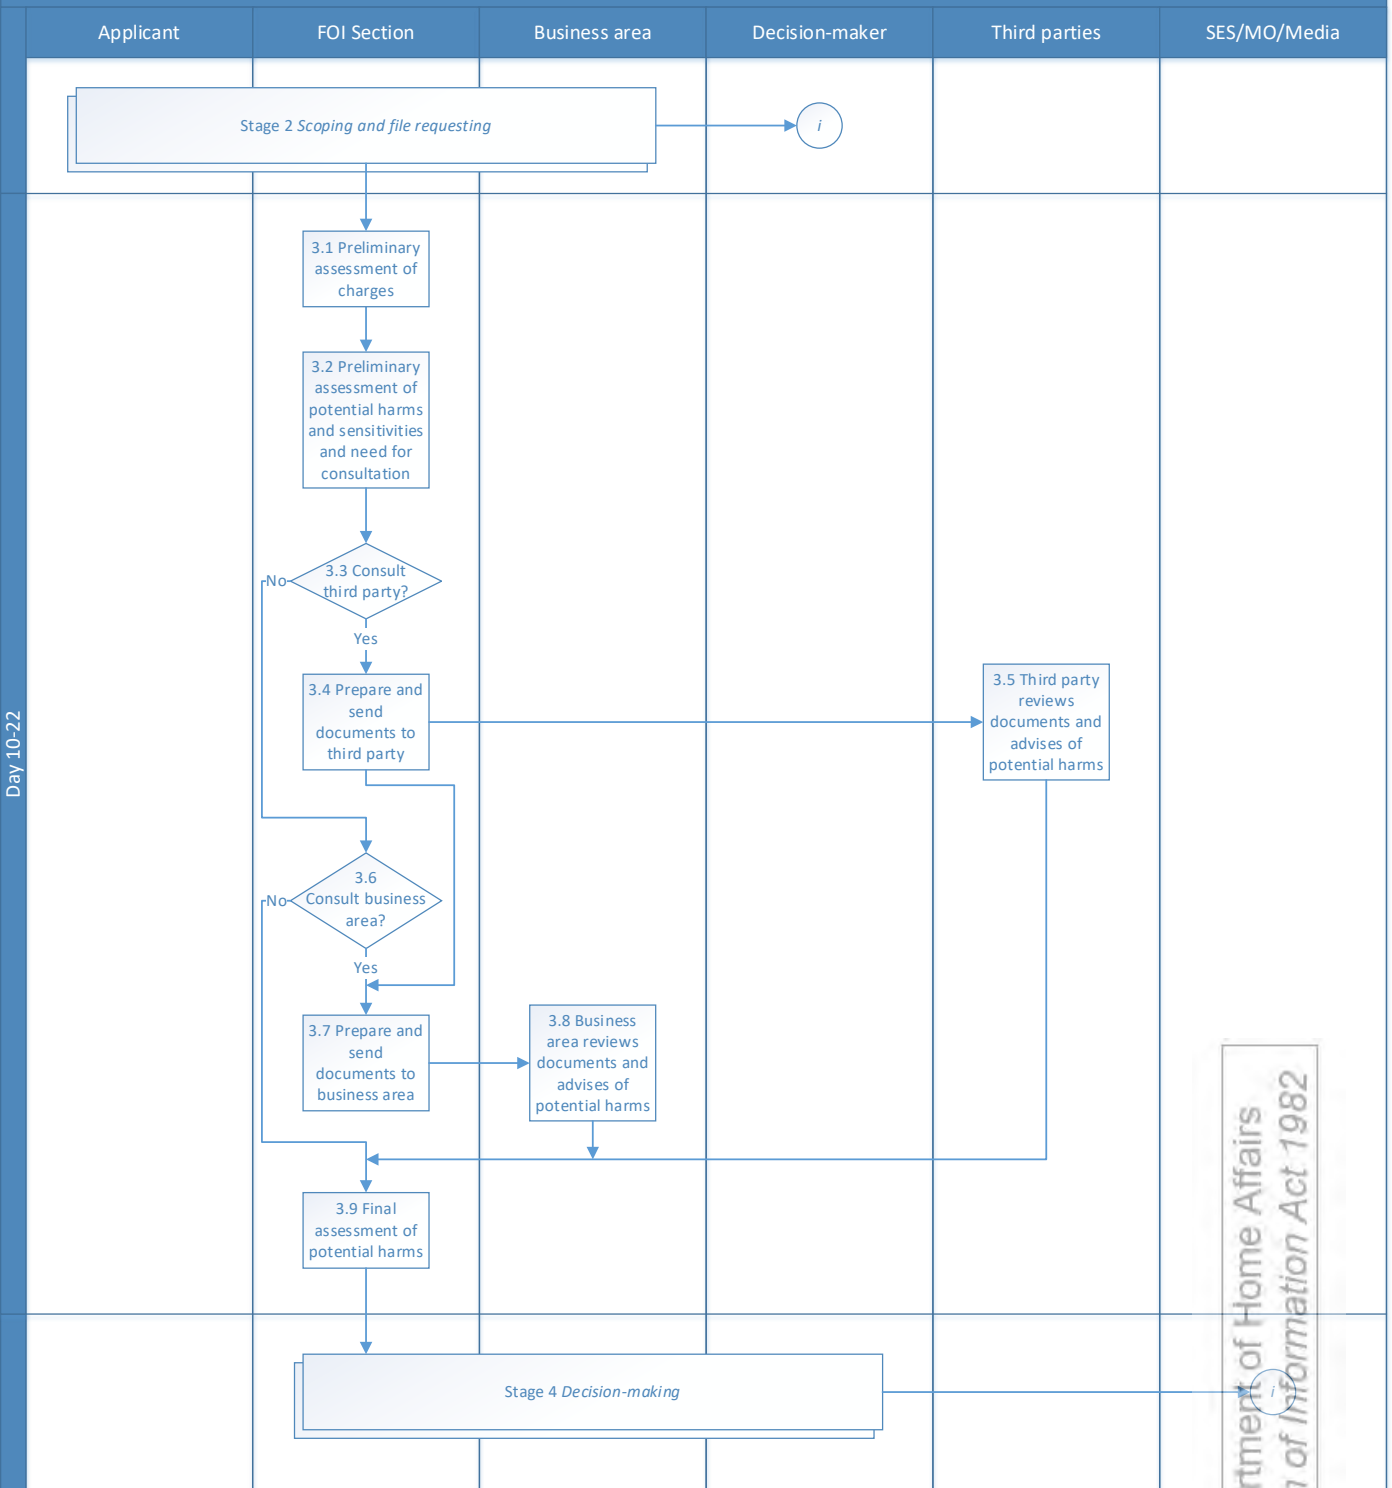 Applicant
FOI Section
Business area
Decision-maker
Third parties
SES/MO/Media
Stage 2 Scoping and file requesting
i
Day 10-22
3.1 Preliminary
assessment of
charges
3.2 Preliminary
assessment of
potential harms
and sensitivities
and need for
consultation
3.3 Consult
third party?
No
Yes
3.4 Prepare and
send
documents to
third party
3.5 Third party
reviews
documents and
advises of
potential harms
3.6
Consult business
area?
No
Yes
3.7 Prepare and
send
documents to
business area
3.8 Business
area reviews
documents and
advises of
potential harms
3.9 Final
assessment of
potential harms
Stage 4 Decision-making
i
rtment of Home Affairs
of Information Act 1982